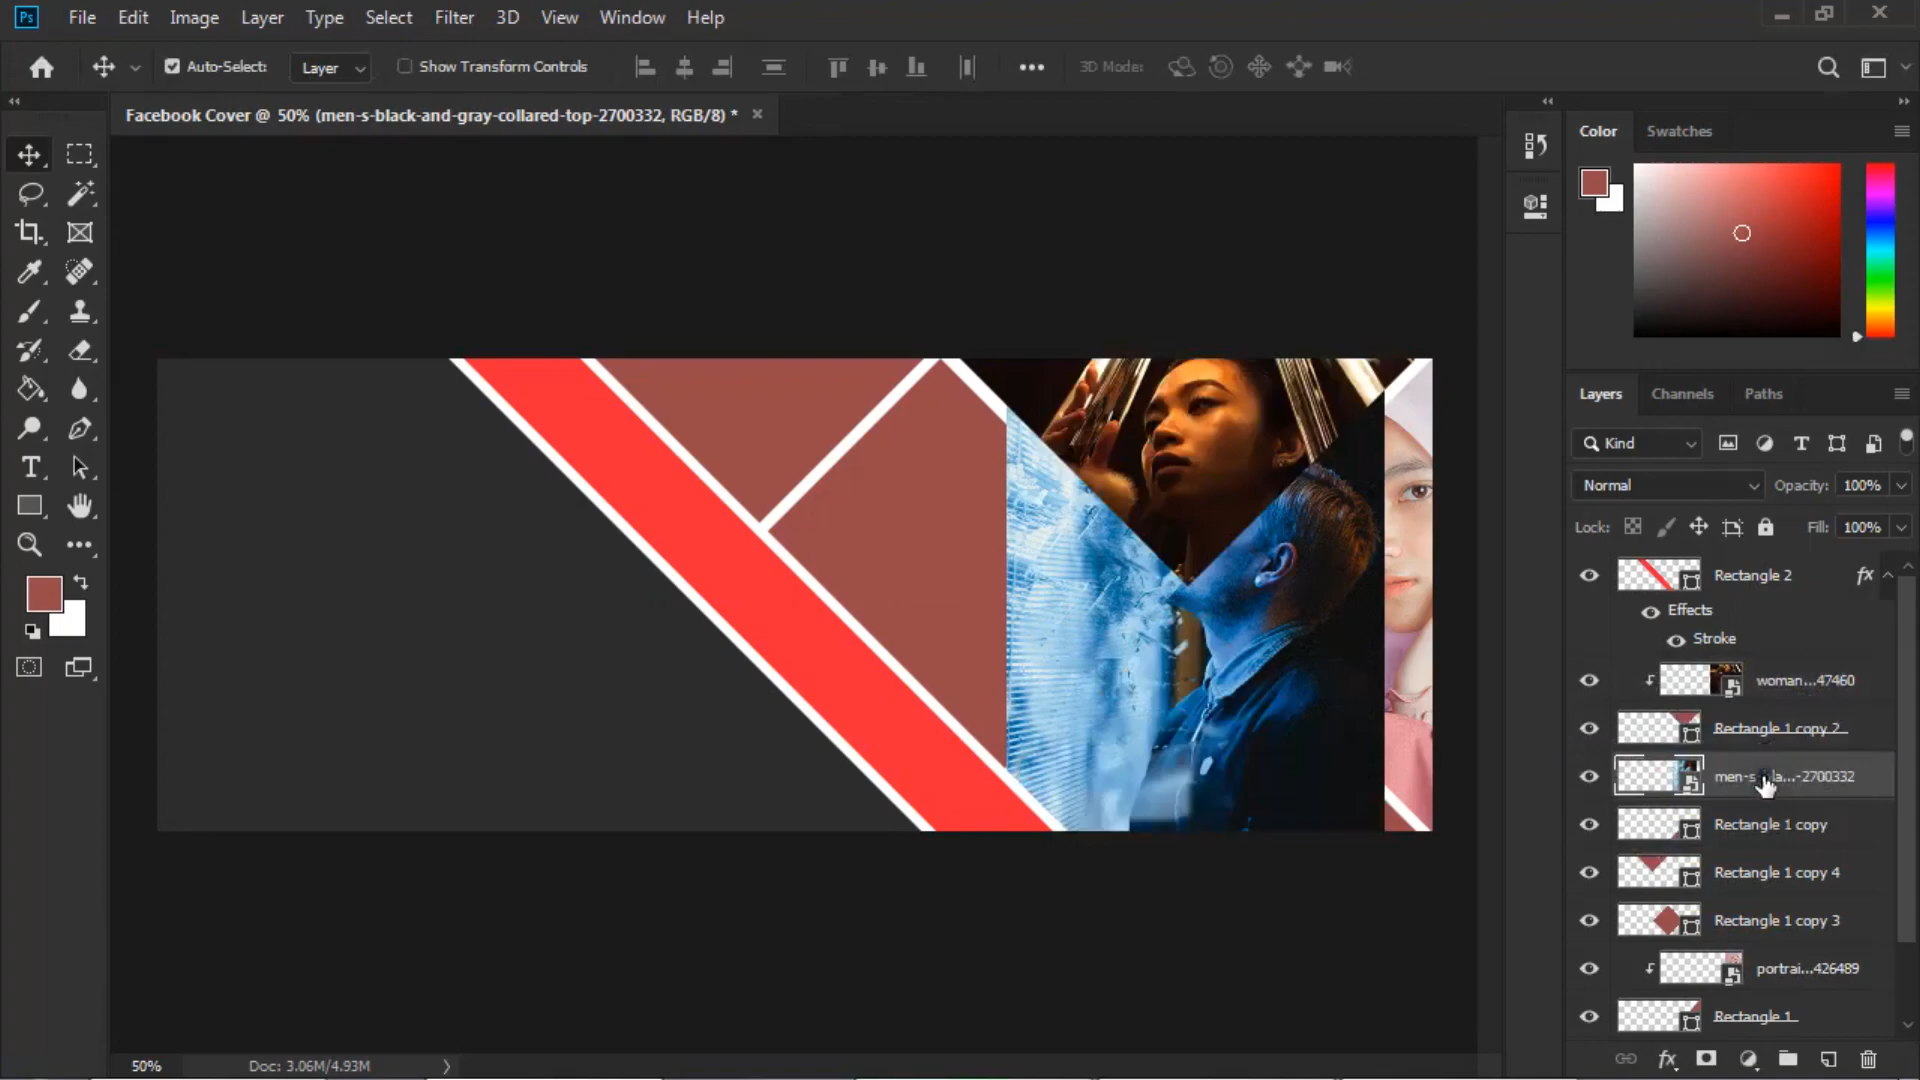 Ps File Edit Image Layer Type Select Filter 3D View Window Help
Auto-Select: Layer Show Transform Controls 3D Mode:
Facebook Cover @ 50% (men-s-black-and-gray-collared-top-2700332, RGB/8) *
Color Swatches
Layers Channels Paths
Kind
Normal Opacity: 100%
Lock: Fill: 100%
Rectangle 2 fx
Effects
Stroke
woman...47460
Rectangle 1 copy 2
men-s-bla...-2700332
Rectangle 1 copy
Rectangle 1 copy 4
Rectangle 1 copy 3
portrai...426489
Rectangle 1
50% Doc: 3.06M/4.93M
fx